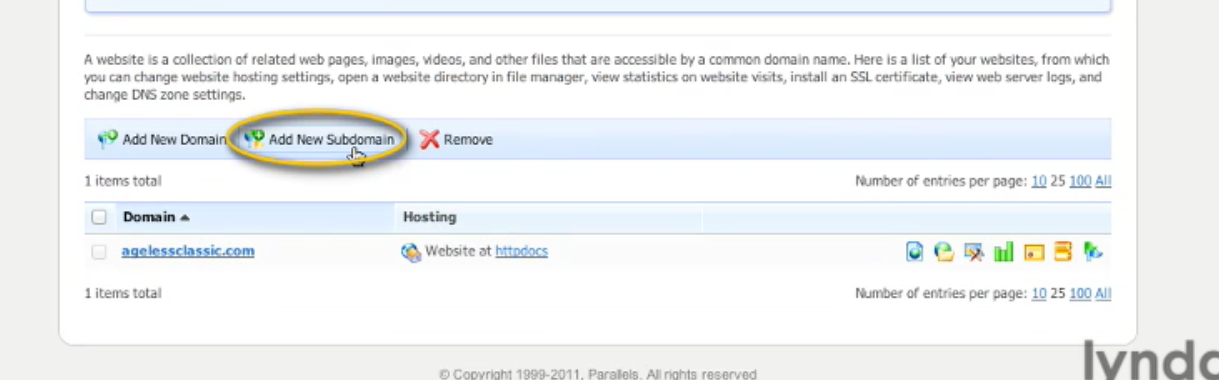 A website is a collection of related web pages, images, videos, and other files that are accessible by a common domain name. Here is a list of your websites, from which
you can change website hosting settings, open a website directory in file manager, view statistics on website visits, install an SSL certificate, view web server logs, and
change DNS zone settings.
Add New Domain Add New Subdomain Remove
1 items total Number of entries per page: 10 25 100 All
Domain Hosting
agelessclassic.com Website at httpdocs
1 items total Number of entries per page: 10 25 100 All
© Copyright 1999-2011, Parallels. All rights reserved